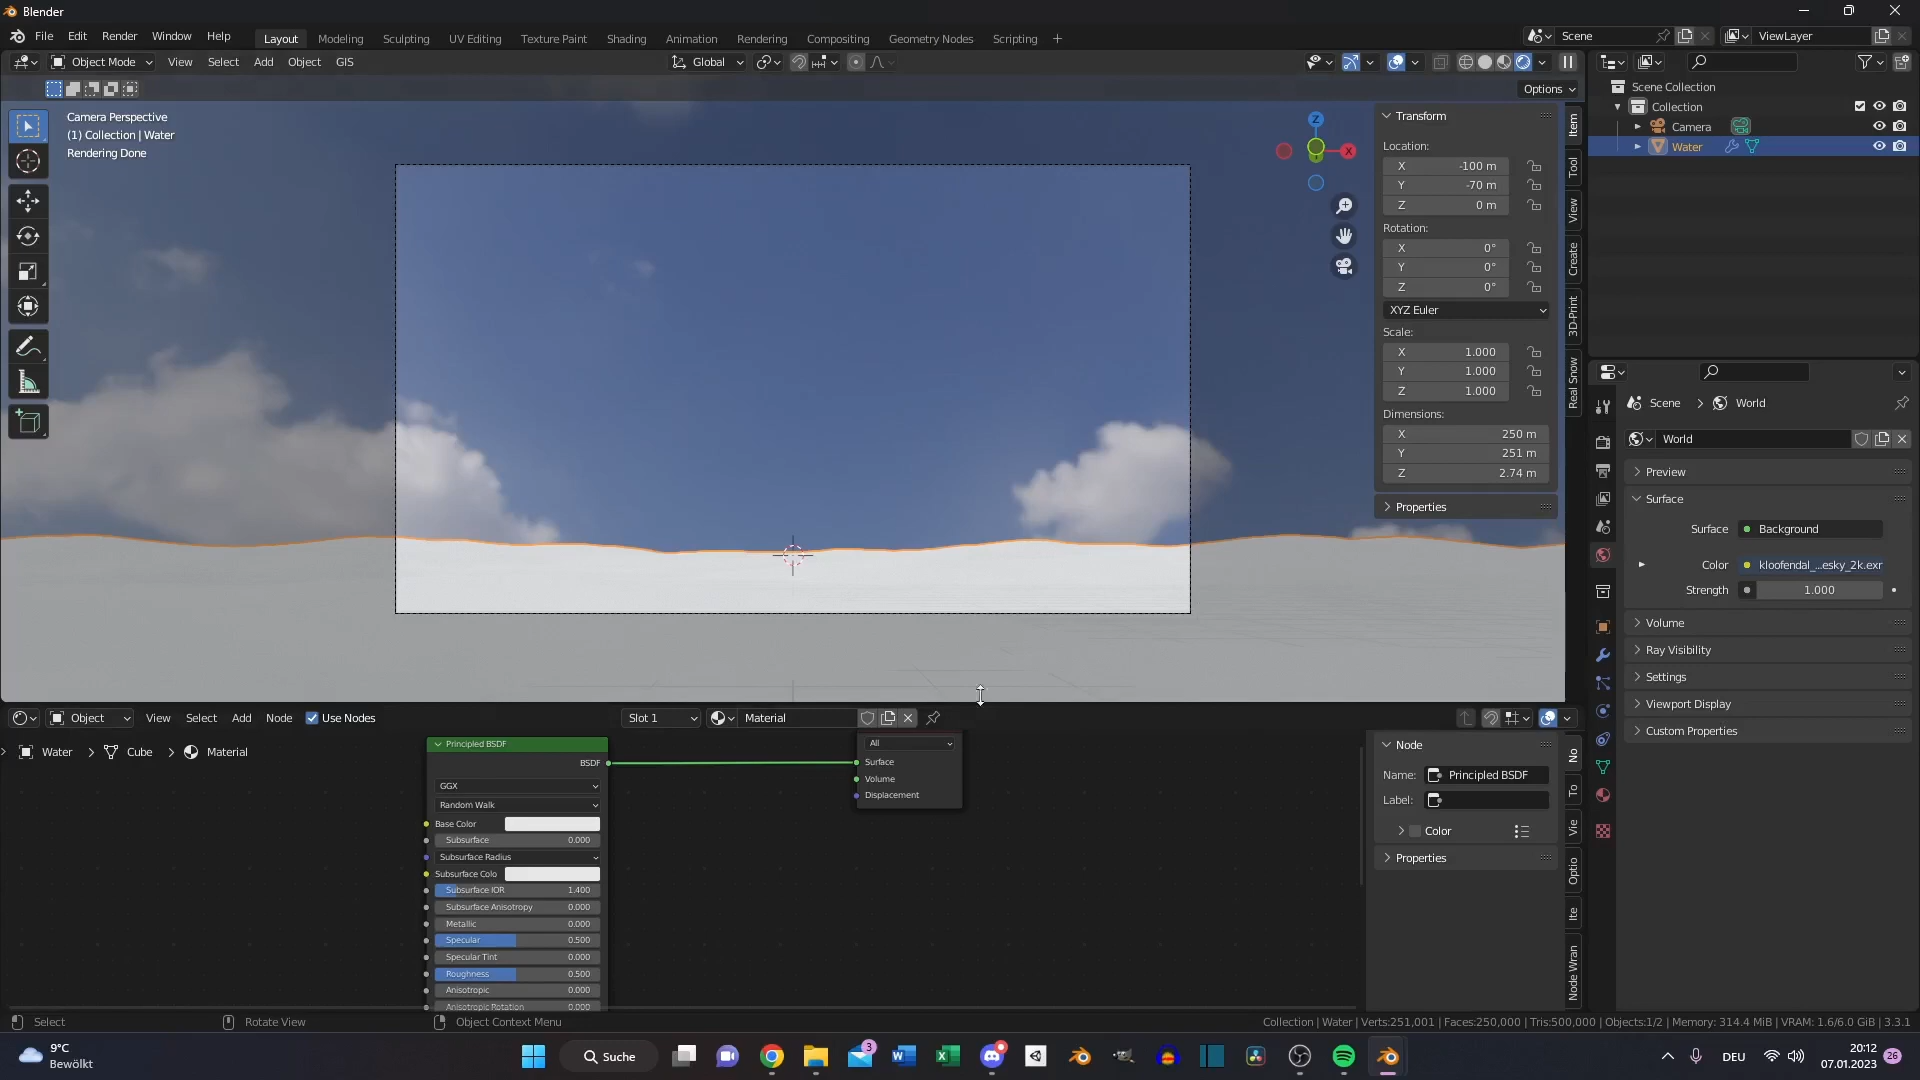 Blender
File Edit Render Window Help
Layout Modeling Sculpting UV Editing Texture Paint Shading Animation Rendering Compositing Geometry Nodes Scripting +
Scene
ViewLayer
Object Mode View Select Add Object GIS
Global
Options
Camera Perspective
(1) Collection | Water
Rendering Done
Z
X
Transform
Location:
X -100 m
Y -70 m
Z 0 m
Rotation:
X 0°
Y 0°
Z 0°
XYZ Euler
Scale:
X 1.000
Y 1.000
Z 1.000
Dimensions:
X 250 m
Y 251 m
Z 2.74 m
Properties
Item
Tool
View
Create
3D-Print
Real Snow
Scene Collection
Collection
Camera
Water
Scene > World
World
Preview
Surface
Surface Background
Color kloofendal_...esky_2k.exr
Strength 1.000
Volume
Ray Visibility
Settings
Viewport Display
Custom Properties
Object View Select Add Node Use Nodes
Slot 1
Material
Water > Cube > Material
Principled BSDF
BSDF
GGX
Random Walk
Base Color
Subsurface 0.000
Subsurface Radius
Subsurface Colo
Subsurface IOR 1.400
Subsurface Anisotropy 0.000
Metallic 0.000
Specular 0.500
Specular Tint 0.000
Roughness 0.500
Anisotropic 0.000
Anisotropic Rotation 0.000
All
Surface
Volume
Displacement
Node
Name: Principled BSDF
Label:
Color
Properties
No
To
Vie
Optio
Ite
Node Wran
Select
Rotate View
Object Context Menu
Collection | Water | Verts:251,001 | Faces:250,000 | Tris:500,000 | Objects:1/2 | Memory: 314.4 MiB | VRAM: 1.6/6.0 GiB | 3.3.1
9°C
Bewölkt
Suche
3
DEU
20:12
07.01.2023
26